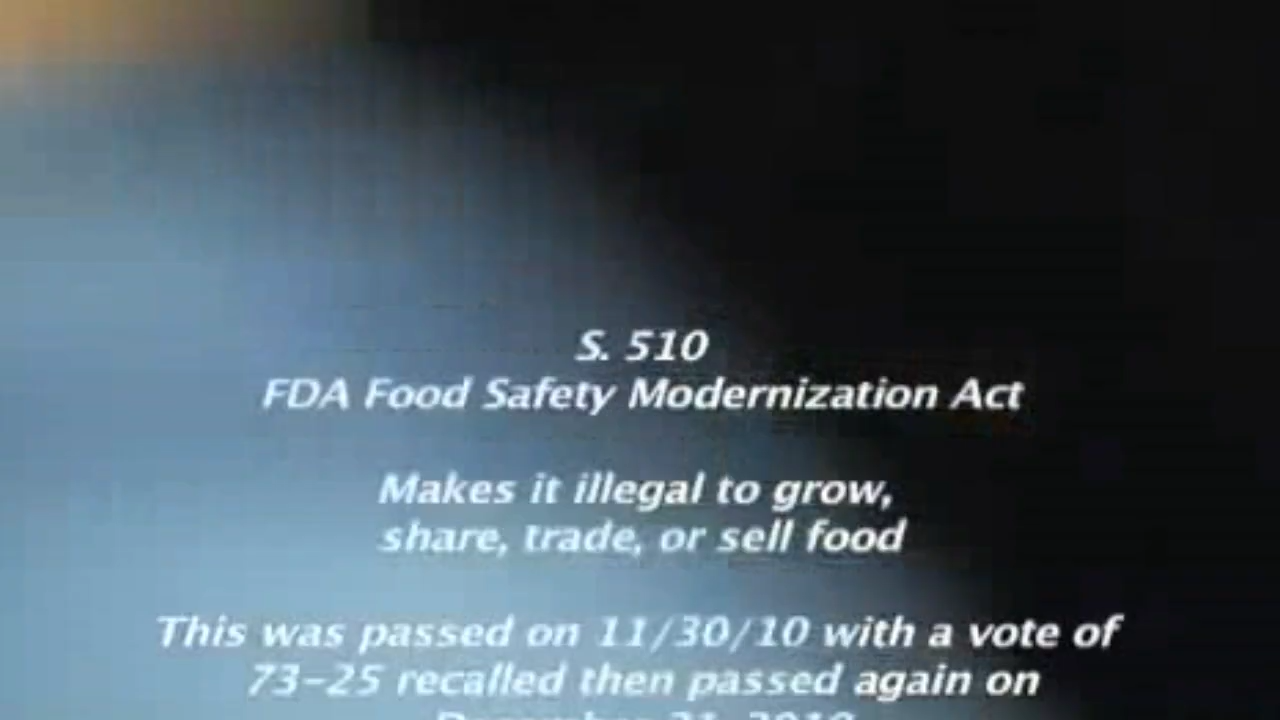 S. 510
FDA Food Safety Modernization Act
Makes it illegal to grow,
share, trade, or sell food
This was passed on 11/30/10 with a vote of
73-25 recalled then passed again on